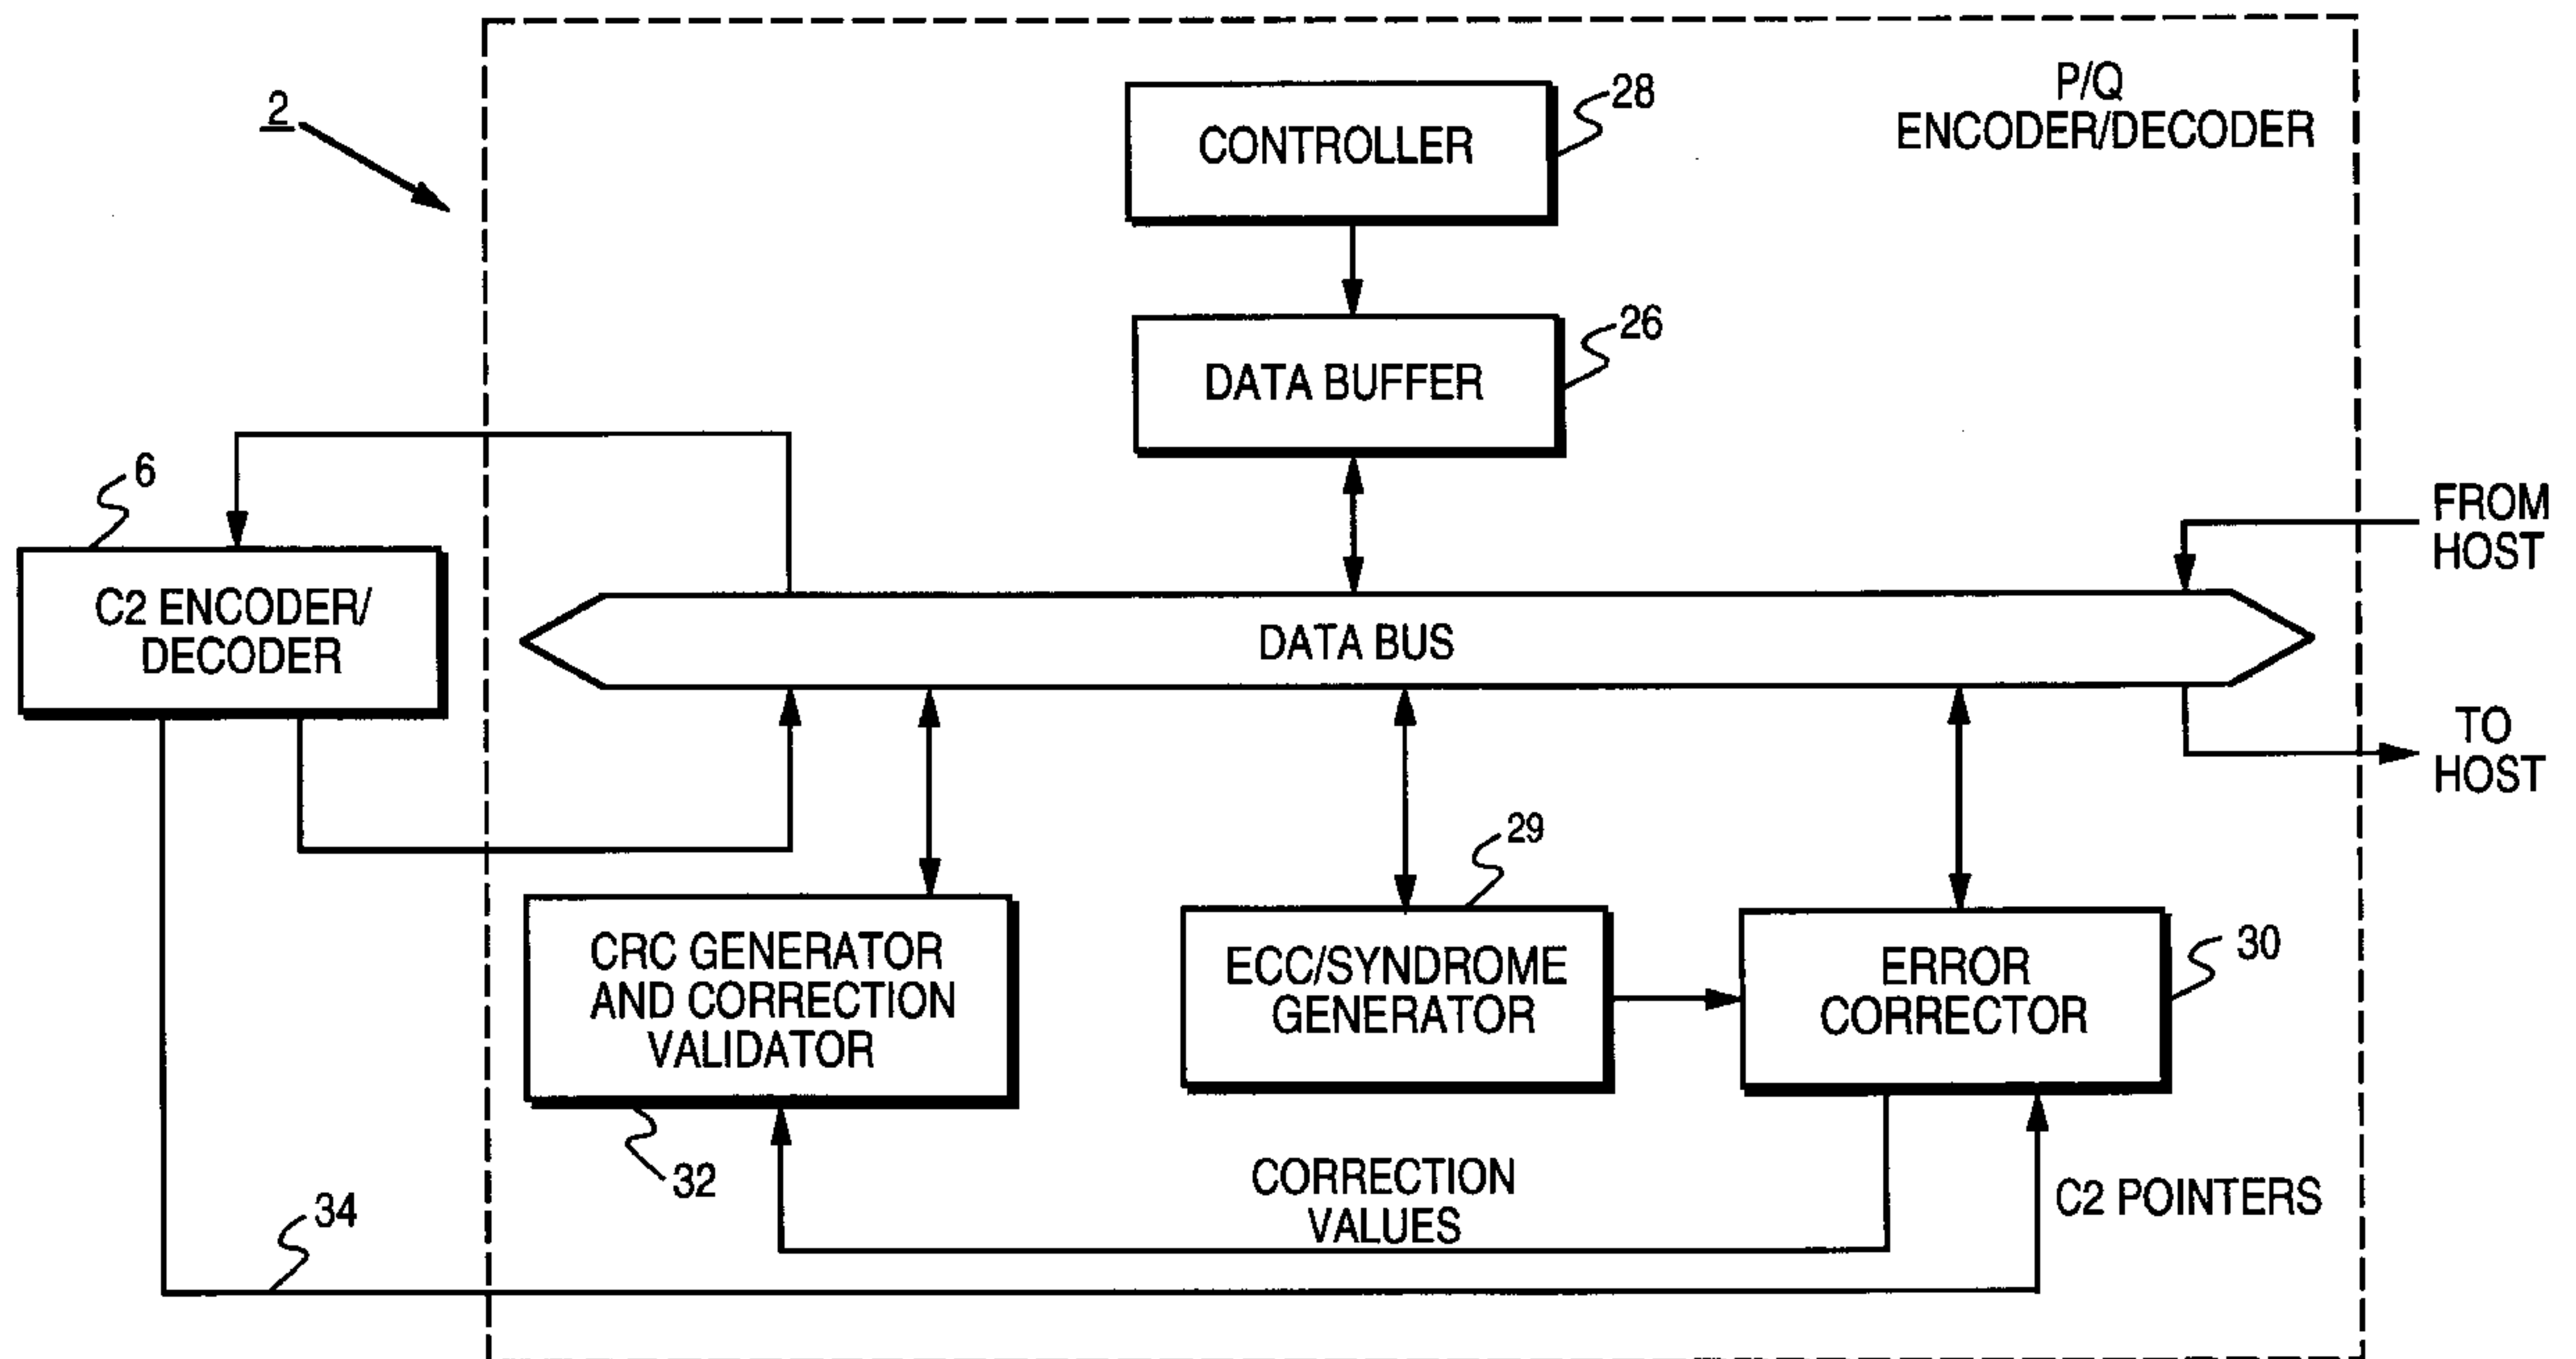 2
P/Q
ENCODER/DECODER
CONTROLLER
28
DATA BUFFER
26
6
C2 ENCODER/
DECODER
FROM
HOST
DATA BUS
TO
HOST
29
CRC GENERATOR
AND CORRECTION
VALIDATOR
ECC/SYNDROME
GENERATOR
ERROR
CORRECTOR
30
32
CORRECTION
VALUES
C2 POINTERS
34